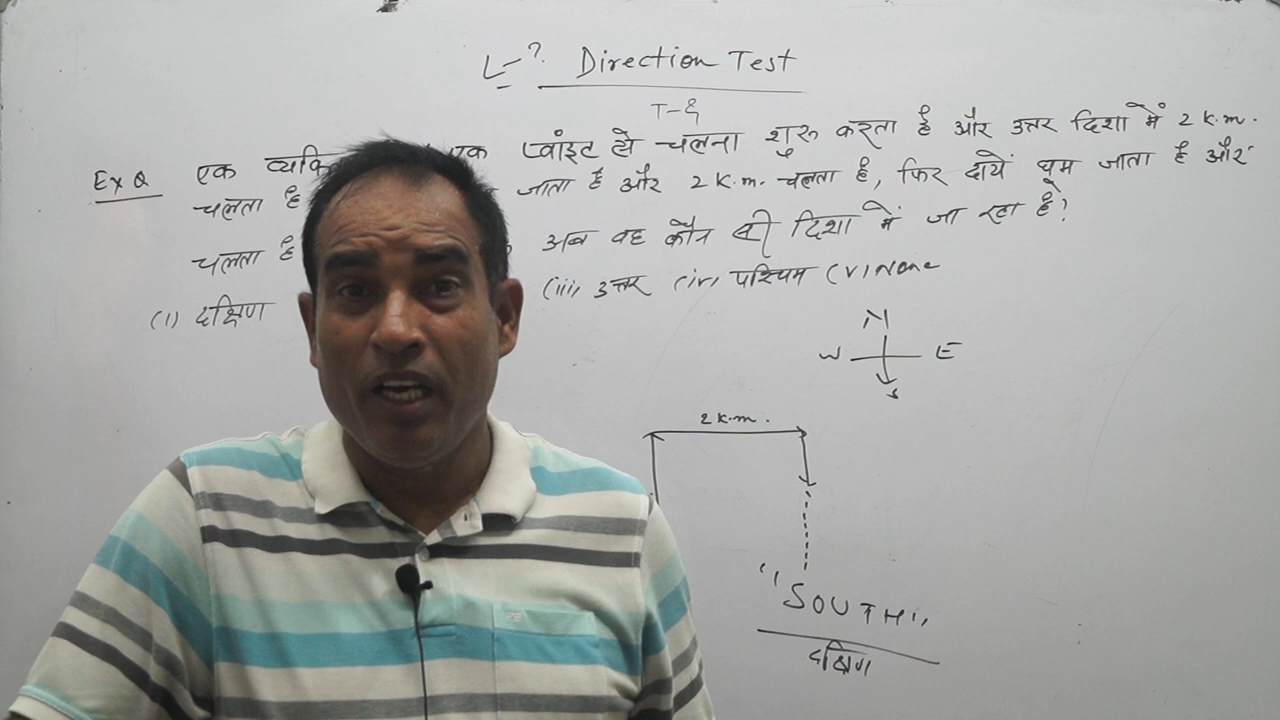 L-? Direction Test
T-8
Ex Q एक व्यक्ति एक प्वांइट से चलना शुरू करता है और उत्तर दिशा में 2 K.m.
चलता है जाता है और 2 K.m. चलता है, फिर दायें घुम जाता है और
चलता है अब वह कौन सी दिशा में जा रहा है?
(i) दक्षिण (iii) उत्तर (iv) पश्चिम (v) None
N
W E
S
2 K.m.
"SOUTH"
दक्षिण